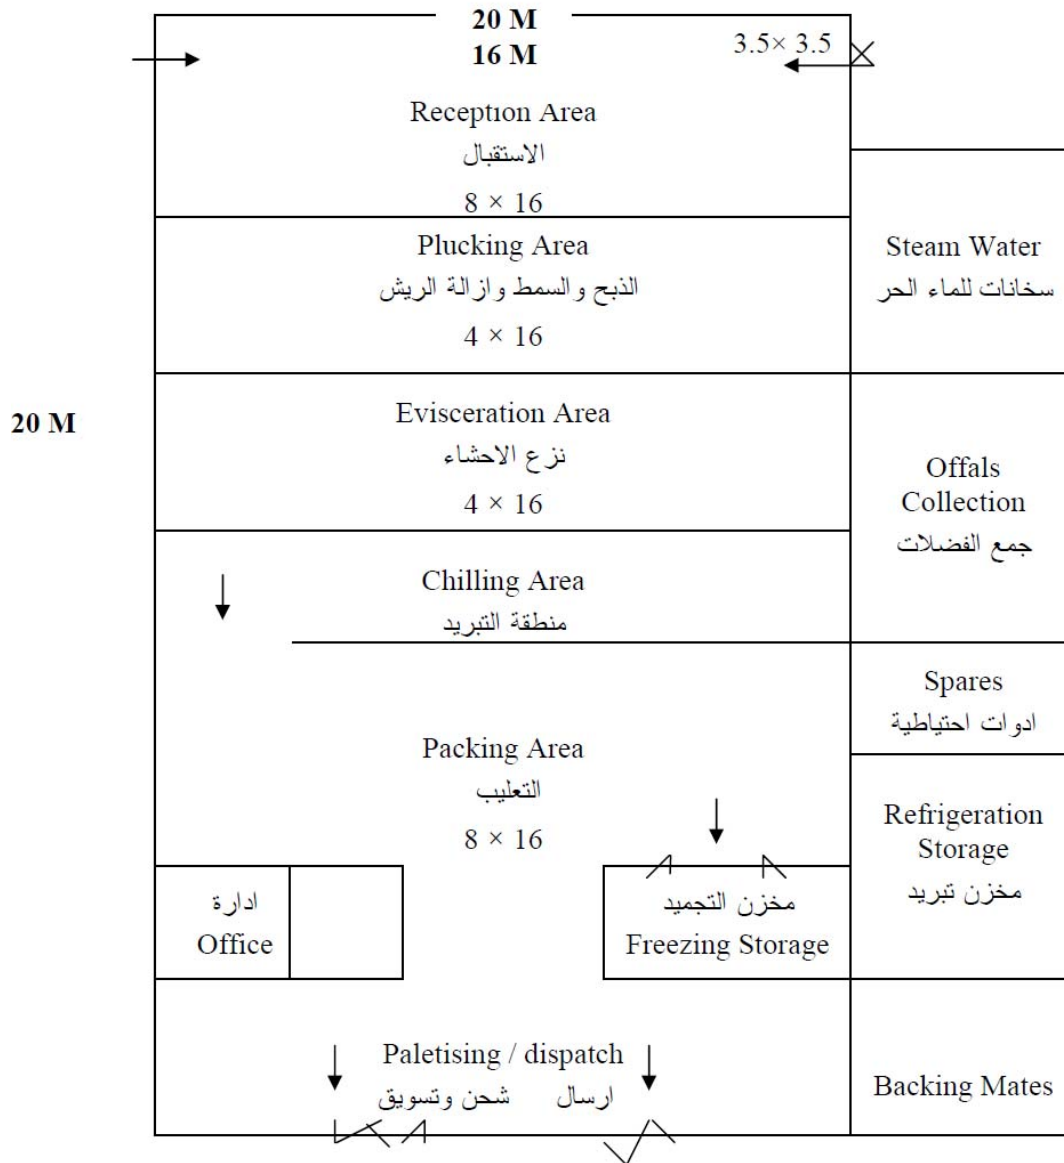 20 M
16 M
3.5× 3.5
Reception Area
الاستقبال
8 × 16
Plucking Area
الذبح والسمط وازالة الريش
4 × 16
Steam Water
سخانات للماء الحر
20 M
Evisceration Area
نزع الاحشاء
4 × 16
Offals
Collection
جمع الفضلات
Chilling Area
منطقة التبريد
Spares
ادوات احتياطية
Packing Area
التعليب
8 × 16
Refrigeration
Storage
مخزن تبريد
ادارة
Office
مخزن التجميد
Freezing Storage
Paletising / dispatch
ارسال شحن وتسويق
Backing Mates